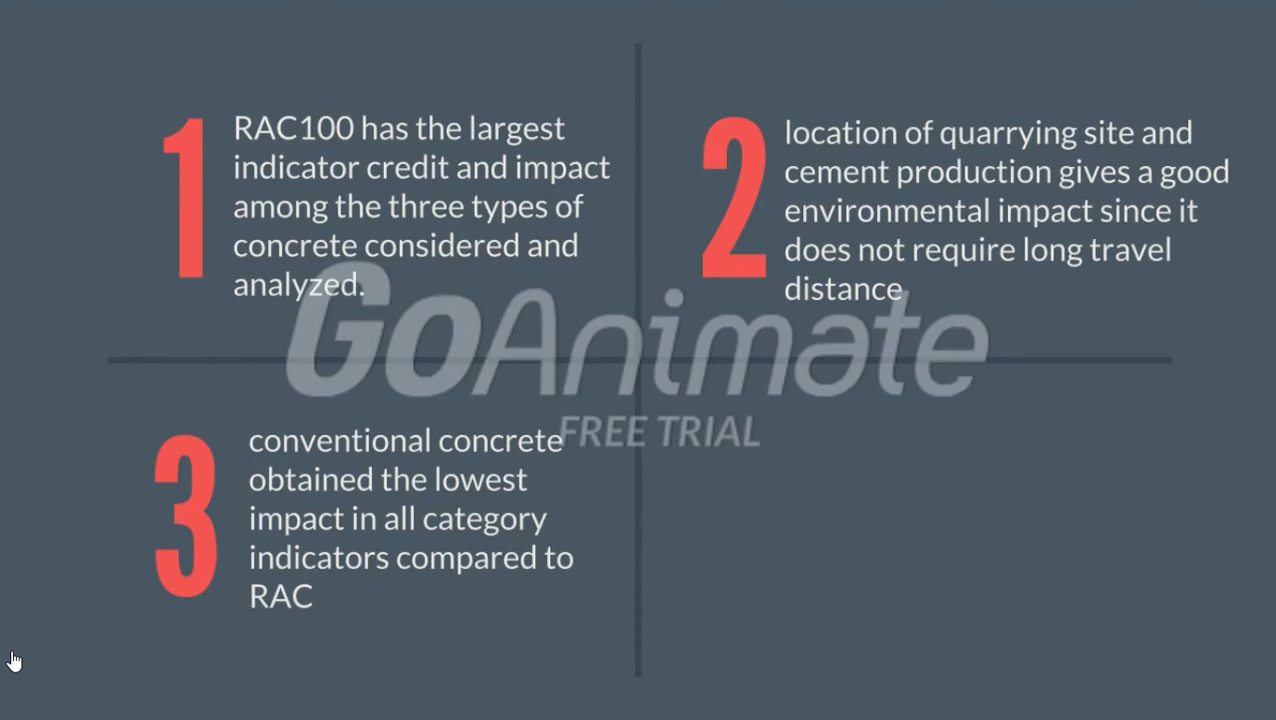 1
RAC100 has the largest
indicator credit and impact
among the three types of
concrete considered and
analyzed.
2
location of quarrying site and
cement production gives a good
environmental impact since it
does not require long travel
distance
GoAnimate
FREE TRIAL
3
conventional concrete
obtained the lowest
impact in all category
indicators compared to
RAC